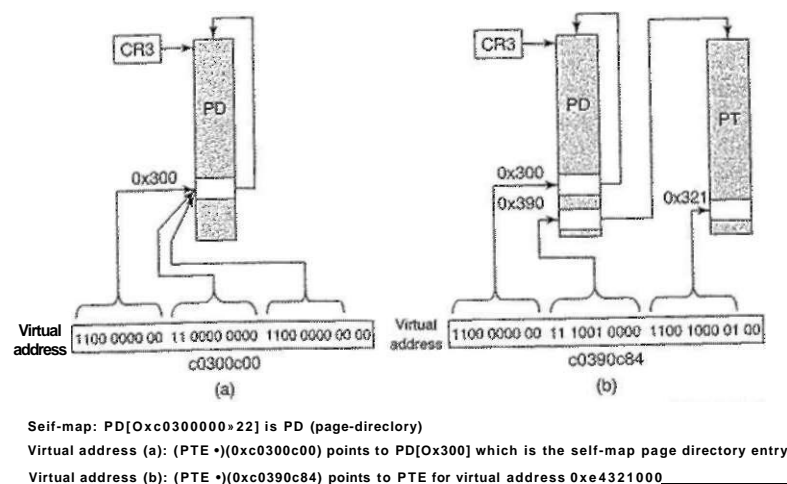 CR3
PD
0x300
Virtual address
1100 0000 00 11 0000 0000 1100 0000 00 00
c0300c00
(a)
CR3
PD
PT
0x300
0x390
0x321
Virtual address
1100 0000 00 11 1001 0000 1100 1000 01 00
c0390c84
(b)
Seif-map: PD[Oxc0300000»22] is PD (page-direclory)
Virtual address (a): (PTE •)(0xc0300c00) points to PD[Ox300] which is the self-map page directory entry
Virtual address (b): (PTE •)(0xc0390c84) points to PTE for virtual address 0xe4321000